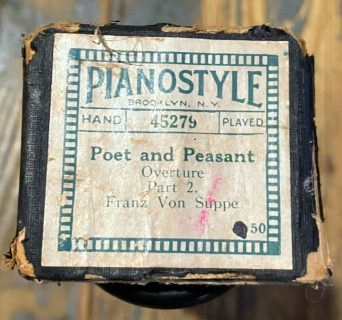 PIANOSTYLE
BROOKLYN, N.Y.
HAND 45279 PLAYED
Poet and Peasant
Overture
Part 2.
Franz Von Suppe
50